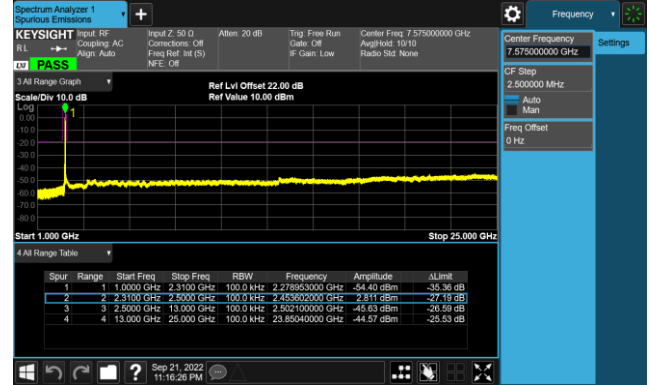 Spectrum Analyzer 1
Spurious Emissions
Frequency
KEYSIGHT Input: RF
RL
Coupling: AC
Align: Auto
LXI PASS
Input Z: 50 Ω
Corrections: Off
Freq Ref: Int (S)
NFE: Off
Atten: 20 dB
Trig: Free Run
Gate: Off
IF Gain: Low
Center Freq: 7.575000000 GHz
Avg|Hold: 10/10
Radio Std: None
Center Frequency
7.575000000 GHz
Settings
CF Step
2.500000 MHz
Auto
Man
Freq Offset
0 Hz
3 All Range Graph
Scale/Div 10.0 dB
Ref Lvl Offset 22.00 dB
Ref Value 10.00 dBm
Log
1
0.00
-10.0
-20.0
-30.0
-40.0
-50.0
-60.0
-70.0
-80.0
Start 1.000 GHz
Stop 25.000 GHz
4 All Range Table
Spur Range Start Freq Stop Freq RBW Frequency Amplitude ΔLimit
1 1 1.0000 GHz 2.3100 GHz 100.0 kHz 2.278953000 GHz -54.40 dBm -35.36 dB
2 2 2.3100 GHz 2.5000 GHz 100.0 kHz 2.453602000 GHz 2.811 dBm -27.19 dB
3 3 2.5000 GHz 13.000 GHz 100.0 kHz 2.502100000 GHz -45.63 dBm -26.59 dB
4 4 13.000 GHz 25.000 GHz 100.0 kHz 23.85040000 GHz -44.57 dBm -25.53 dB
?
Sep 21, 2022
11:16:26 PM